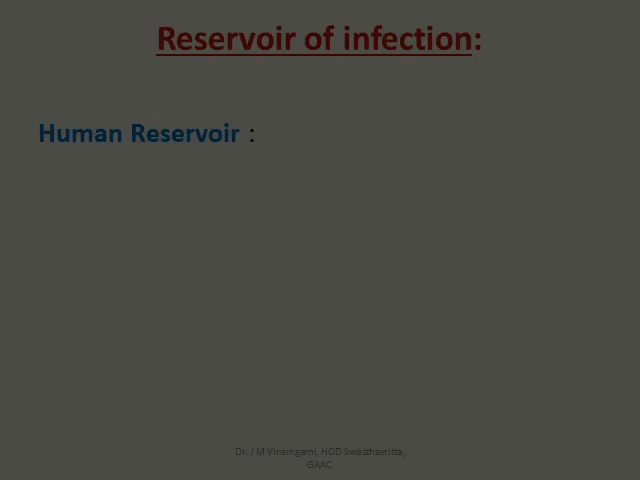 Reservoir of infection:
Human Reservoir :
Dr. J M Viramgami, HOD Swasthavritta,
GAAC